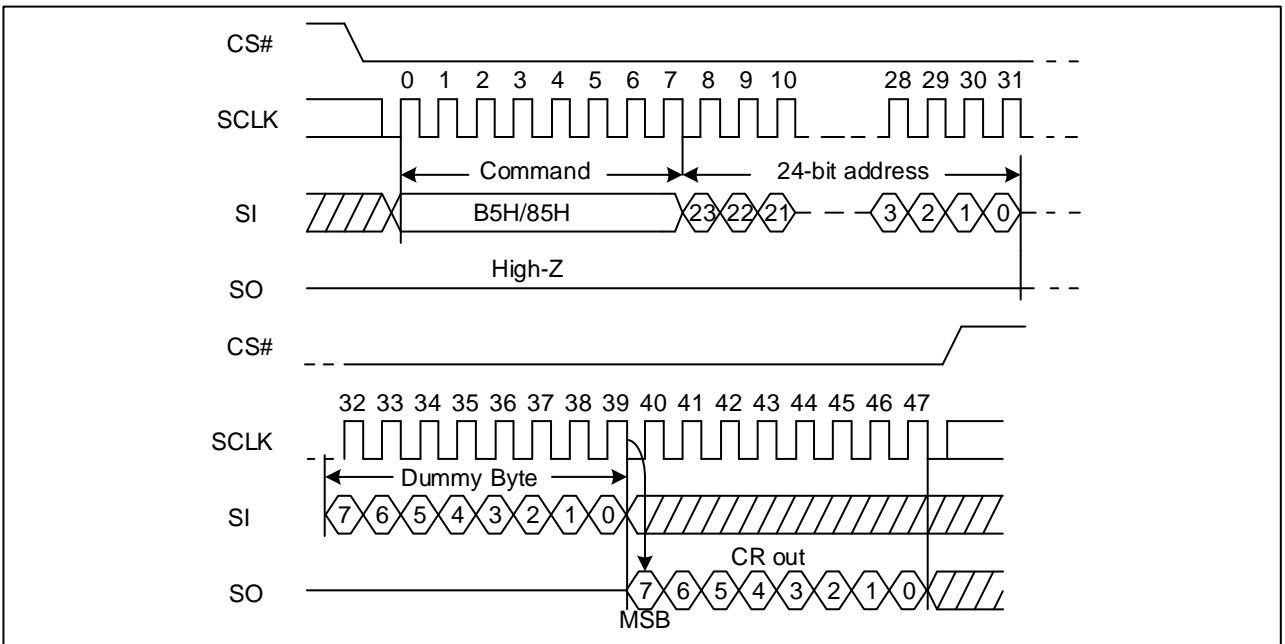 CS#
0 1 2 3 4 5 6 7 8 9 10 28 29 30 31
SCLK
Command 24-bit address
SI B5H/85H 23 22 21 3 2 1 0
High-Z
SO
CS#
32 33 34 35 36 37 38 39 40 41 42 43 44 45 46 47
SCLK
Dummy Byte
SI 7 6 5 4 3 2 1 0
CR out
SO 7 6 5 4 3 2 1 0
MSB